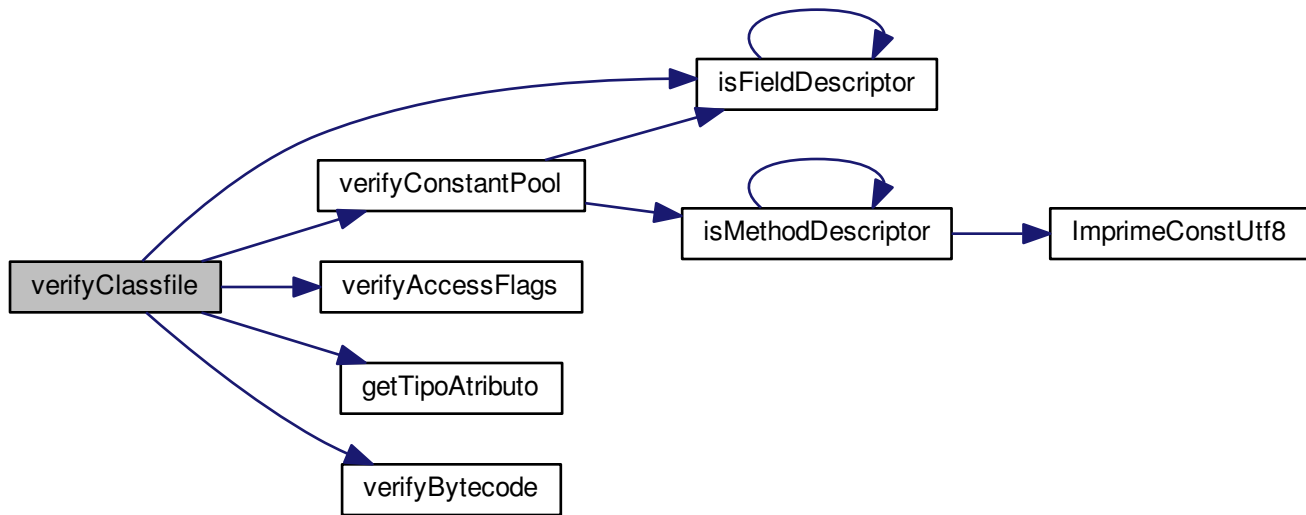 isFieldDescriptor
verifyConstantPool
isMethodDescriptor
ImprimeConstUtf8
verifyClassfile
verifyAccessFlags
getTipoAtributo
verifyBytecode